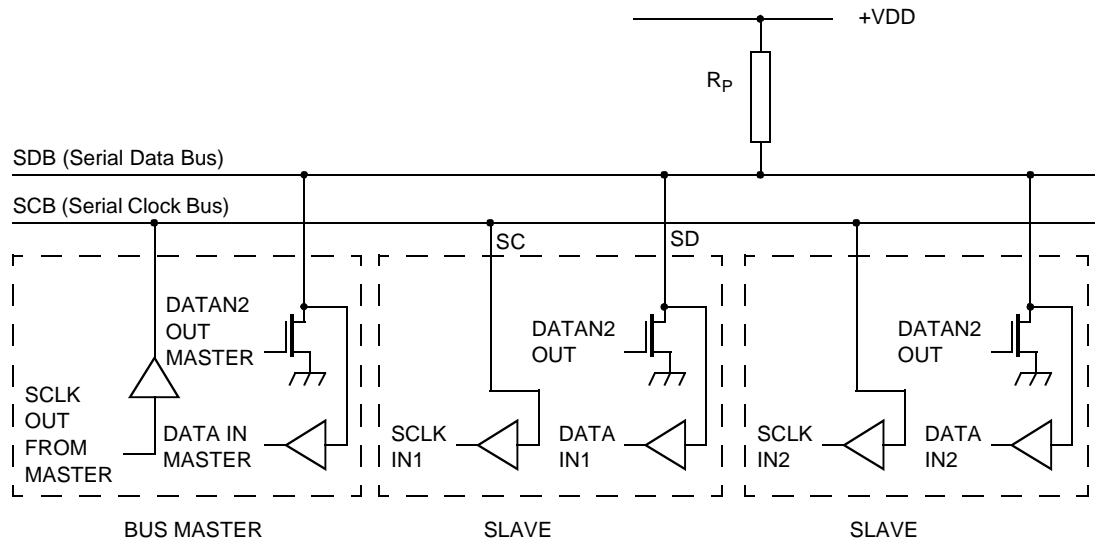 +VDD
RP
SDB (Serial Data Bus)
SCB (Serial Clock Bus)
SC
SD
DATAN2
OUT
MASTER
SCLK
OUT
FROM
MASTER
DATA IN
MASTER
DATAN2
OUT
SCLK
IN1
DATA
IN1
DATAN2
OUT
SCLK
IN2
DATA
IN2
BUS MASTER
SLAVE
SLAVE